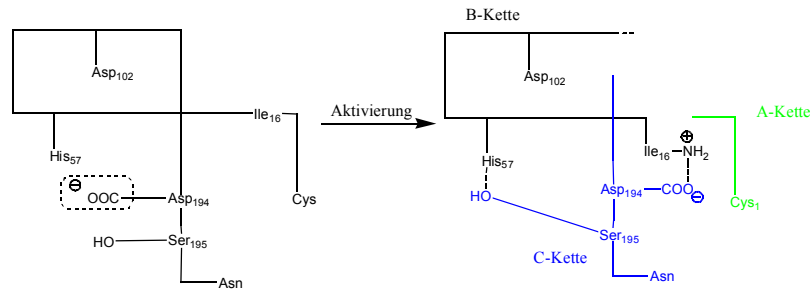 B-Kette
Asp102
Asp102
Ile16
Aktivierung
A-Kette
His57
His57
Ile16
⊕
NH2
⊖
OOC
Asp194
HO
Asp194
COO
⊖
Cys
Cys1
HO
Ser195
Ser195
C-Kette
Asn
Asn